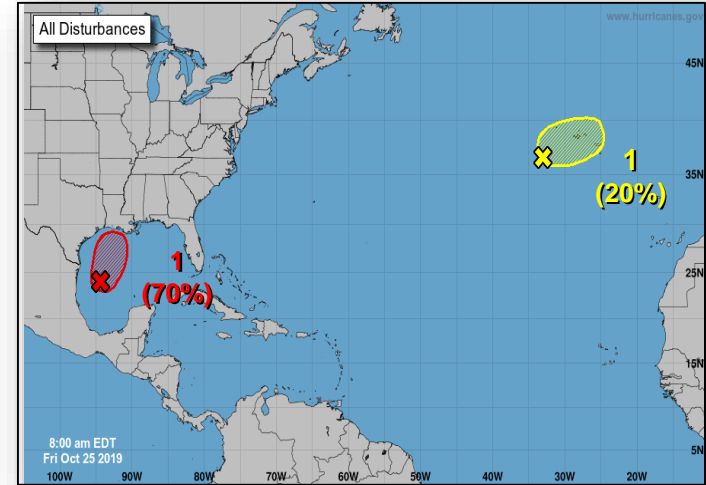 All Disturbances
www.hurricanes.gov
45N
1
(20%)
35N
1
(70%)
25N
15N
8:00 am EDT
Fri Oct 25 2019
5N
100W 90W 80W 70W 60W 50W 40W 30W 20W